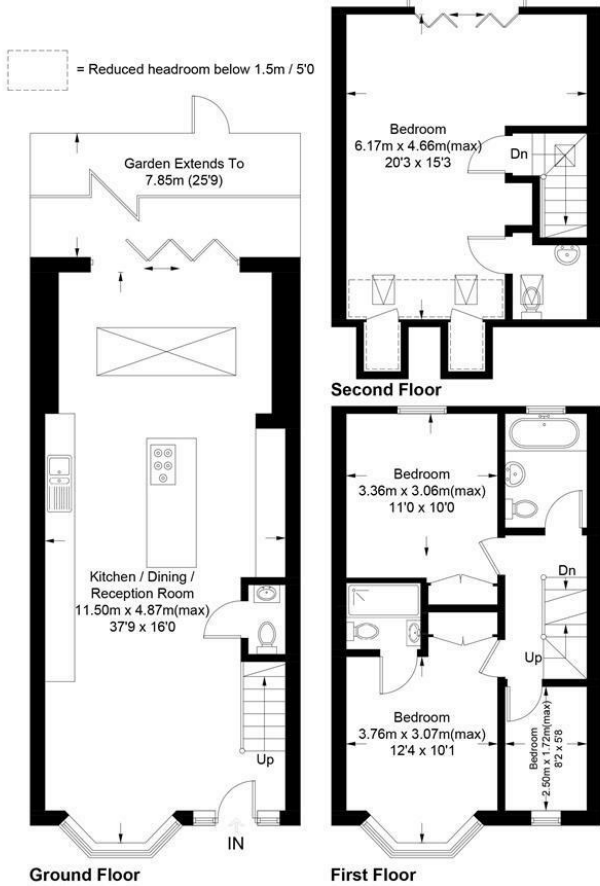 = Reduced headroom below 1.5m / 5'0
Garden Extends To
7.85m (25'9)
Kitchen / Dining /
Reception Room
11.50m x 4.87m(max)
37'9 x 16'0
Up
IN
Ground Floor
Bedroom
6.17m x 4.66m(max)
20'3 x 15'3
Dn
Second Floor
Bedroom
3.36m x 3.06m(max)
11'0 x 10'0
Dn
Up
Bedroom
3.76m x 3.07m(max)
12'4 x 10'1
Bedroom
2.50m x 1.72m(max)
8'2 x 5'8
First Floor